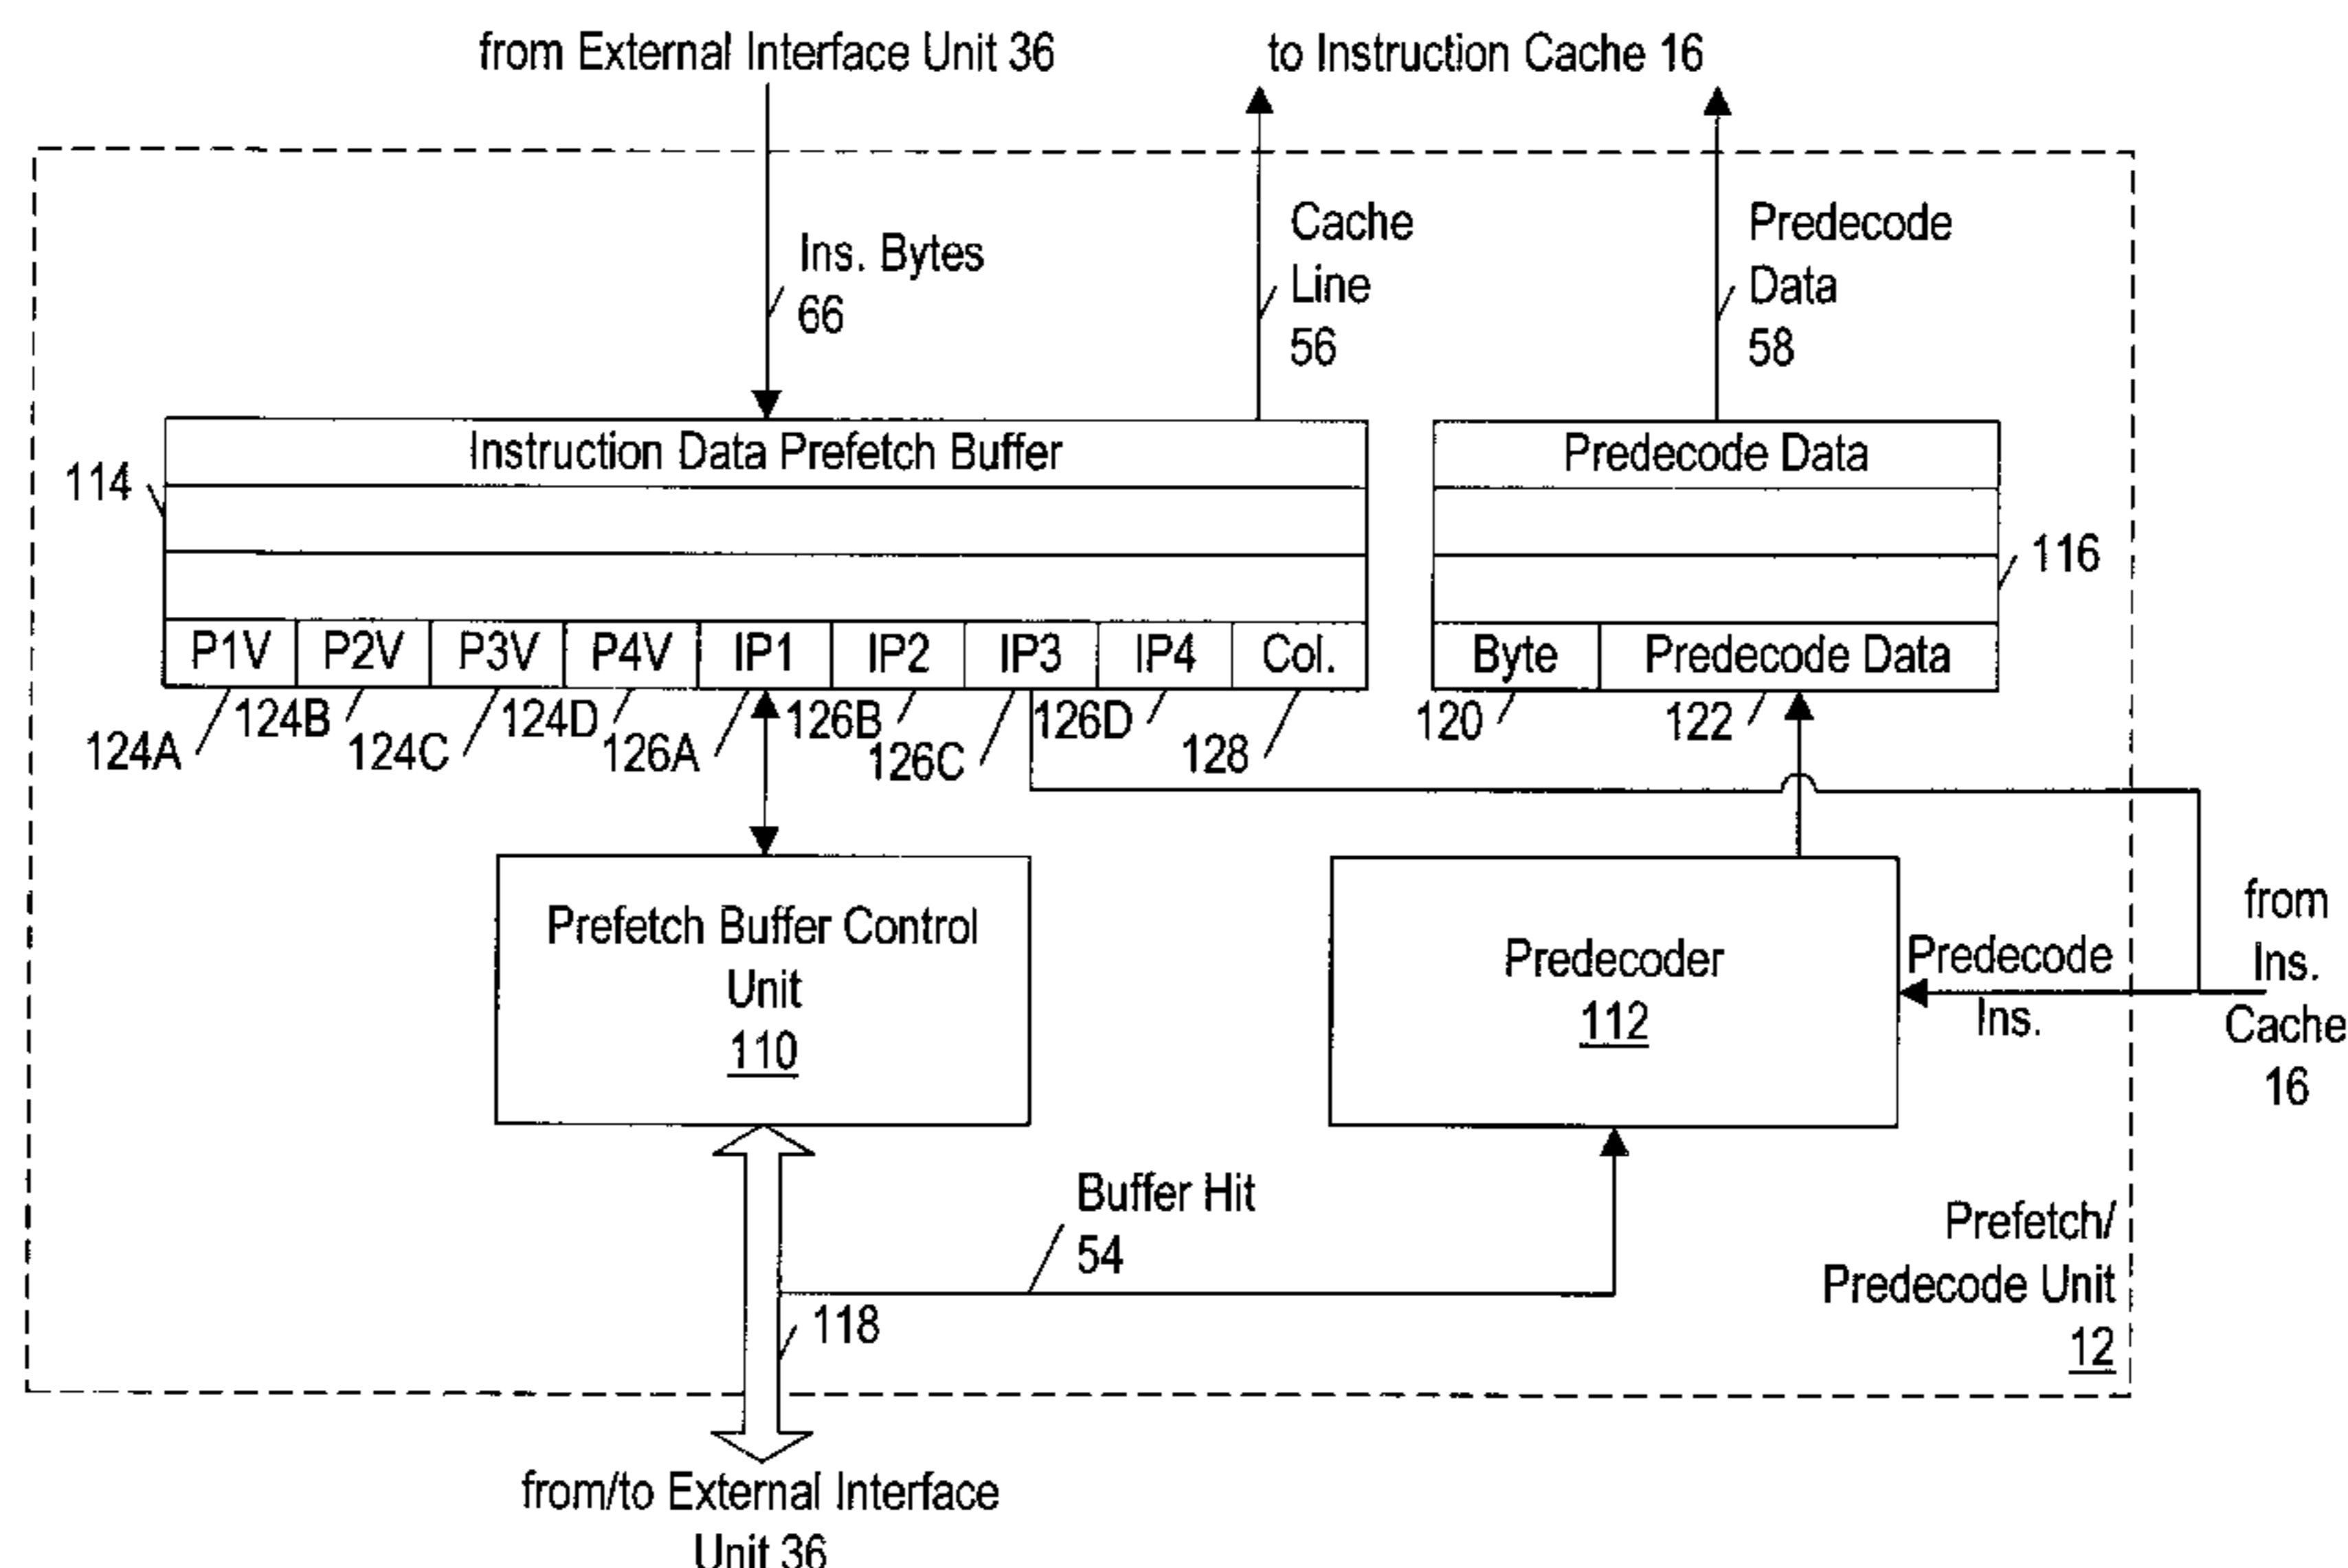 from External Interface Unit 36
to Instruction Cache 16
Ins. Bytes
66
Cache
Line
56
Predecode
Data
58
Instruction Data Prefetch Buffer
Predecode Data
114
116
P1V P2V P3V P4V IP1 IP2 IP3 IP4 Col.
Byte Predecode Data
124A
124B
124C
124D
126A
126B
126C
126D
128
120
122
Prefetch Buffer Control
Unit
110
Predecoder
112
Predecode
Ins.
from
Ins.
Cache
16
Buffer Hit
54
118
Prefetch/
Predecode Unit
12
from/to External Interface
Unit 36